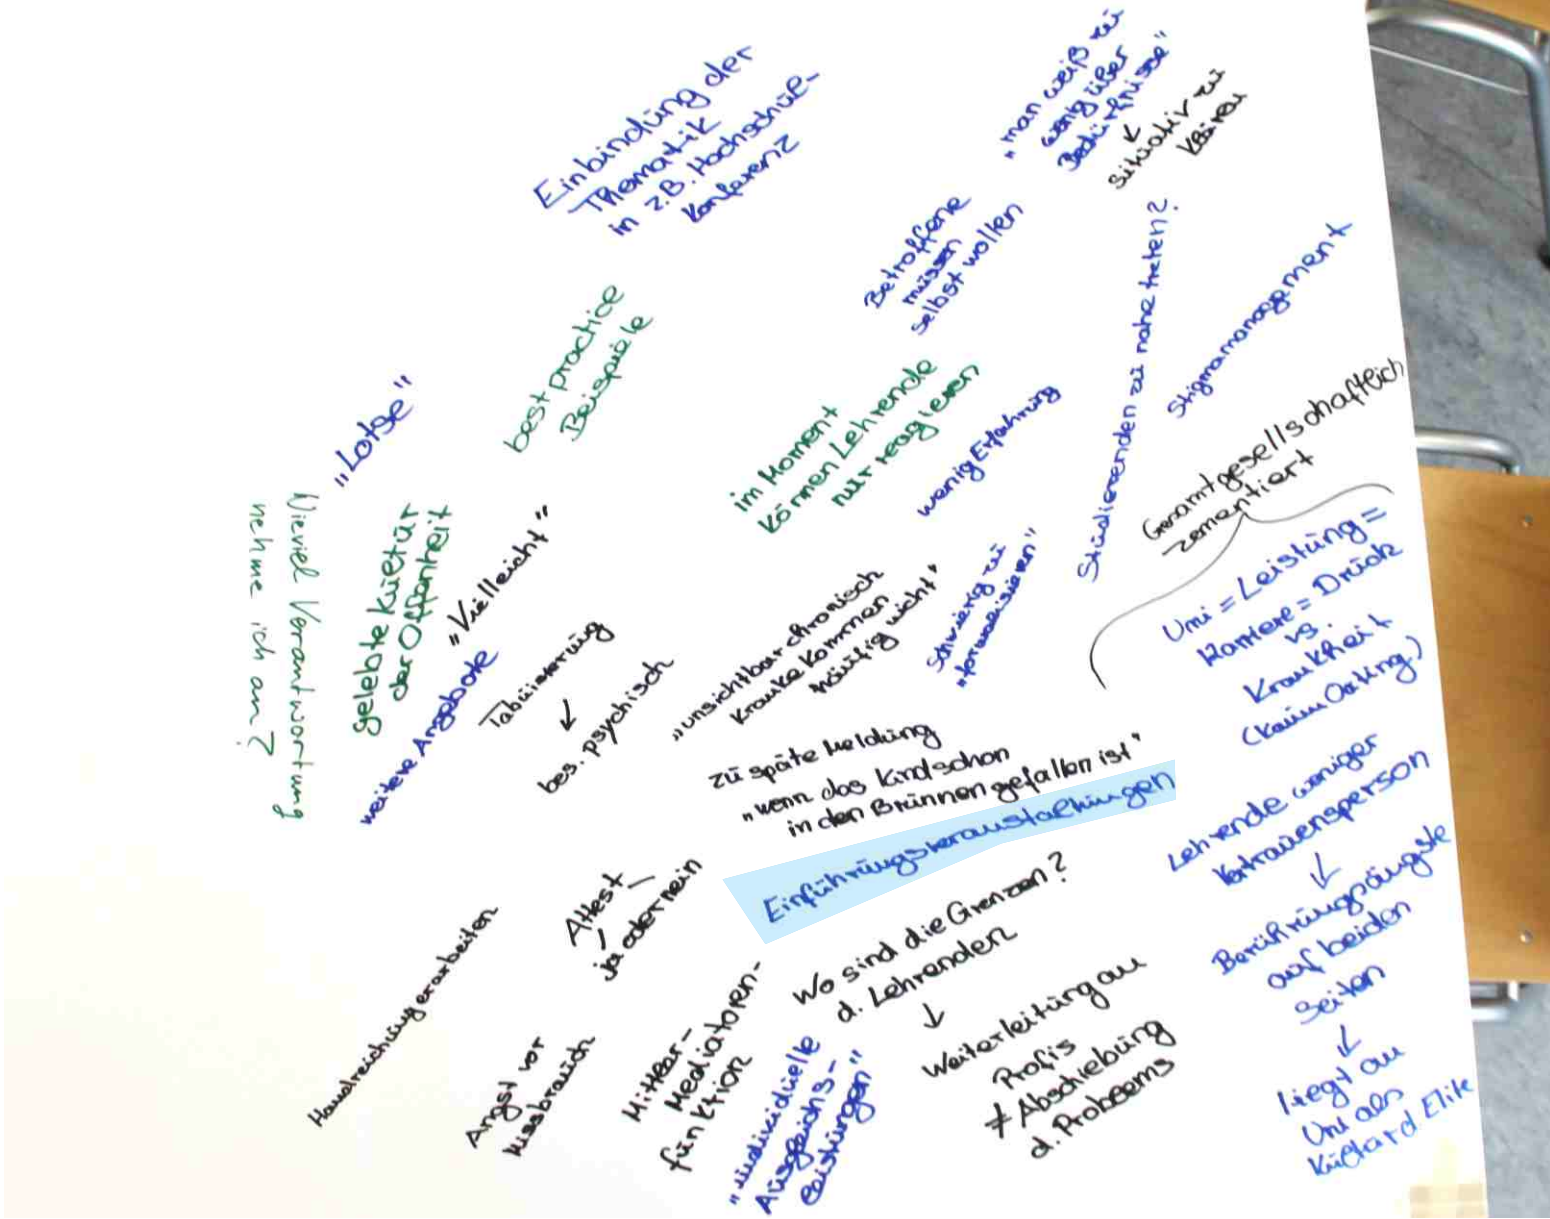 Einbindung der
Thematik
in z.B. Hochschul-
konferenz
"man weiß zu
wenig über
Bedürfnisse"
↙
situativ zu
klären
Betroffene
müssen
selbst wollen
Studierenden zu nahe treten?
Stigmamanagement
best practice
Beispiele
"Lotse"
im Moment
können Lehrende
nur reagieren
wenig Erfahrung
Gesamtgesellschaftlich
zementiert
Uni = Leistung =
Karriere = Druck
vs.
Krankheit
(kaum Outing)
Wieviel Verantwortung
nehme ich an?
gelebte Kultur
der Offenheit
"Vielleicht"
weitere Angebote
Tabuisierung
↙
bes. psychisch
"unsichtbar chronisch
Kranke kommen
häufig nicht"
Schwierig zu
"formalisieren"
zu späte Meldung
"wenn das Kind schon
in den Brunnen gefallen ist"
Einführungsveranstaltungen
Lehrende weniger
Vertrauensperson
↓
Berührungsängste
auf beiden
Seiten
↓
liegt an
Uni als
Elite
Attest
ja oder nein
Handreichung erarbeiten
Angst vor
Missbrauch
Mittler-
Mediatoren-
funktion
Wo sind die Grenzen?
d. Lehrenden
↓
Weiterleitung an
Profis
≠ Abschiebung
d. Problems
"individuelle
Ausgleichs-
leistungen"